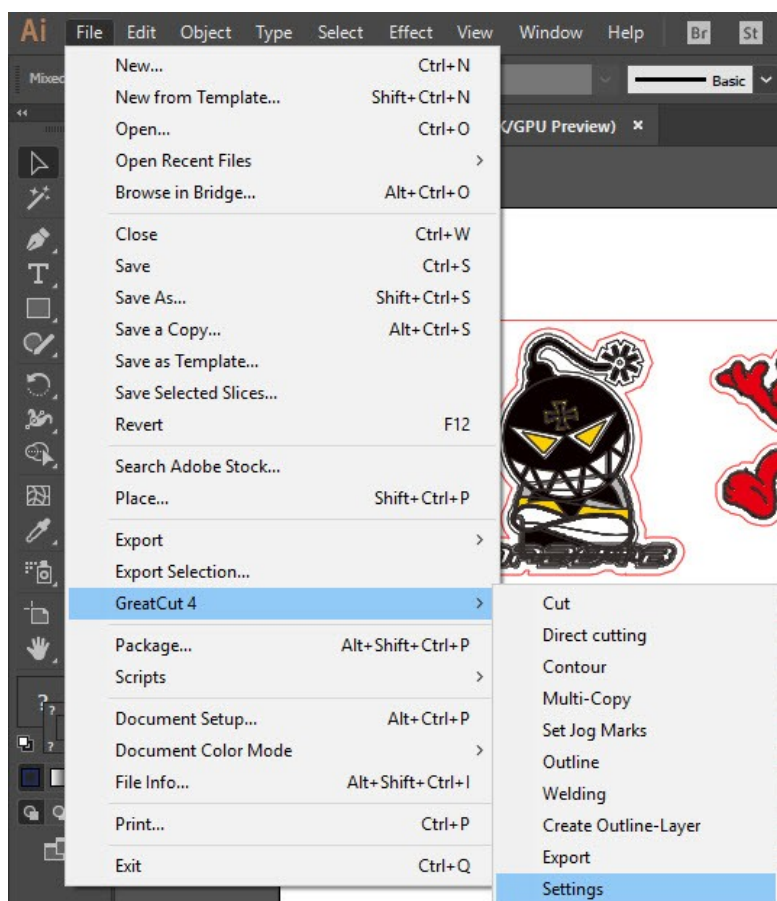 Ai File Edit Object Type Select Effect View Window Help Br St
Mixed Basic
New... Ctrl+N
New from Template... Shift+Ctrl+N
Open... Ctrl+O
K/GPU Preview) ×
Open Recent Files
Browse in Bridge... Alt+Ctrl+O
Close Ctrl+W
Save Ctrl+S
Save As... Shift+Ctrl+S
Save a Copy... Alt+Ctrl+S
Save as Template...
Save Selected Slices...
Revert F12
Search Adobe Stock...
Place... Shift+Ctrl+P
Export
Export Selection...
GreatCut 4
Cut
Direct cutting
Contour
Multi-Copy
Set Jog Marks
Outline
Welding
Create Outline-Layer
Export
Settings
Package... Alt+Shift+Ctrl+P
Scripts
Document Setup... Alt+Ctrl+P
Document Color Mode
File Info... Alt+Shift+Ctrl+I
Print... Ctrl+P
Exit Ctrl+Q